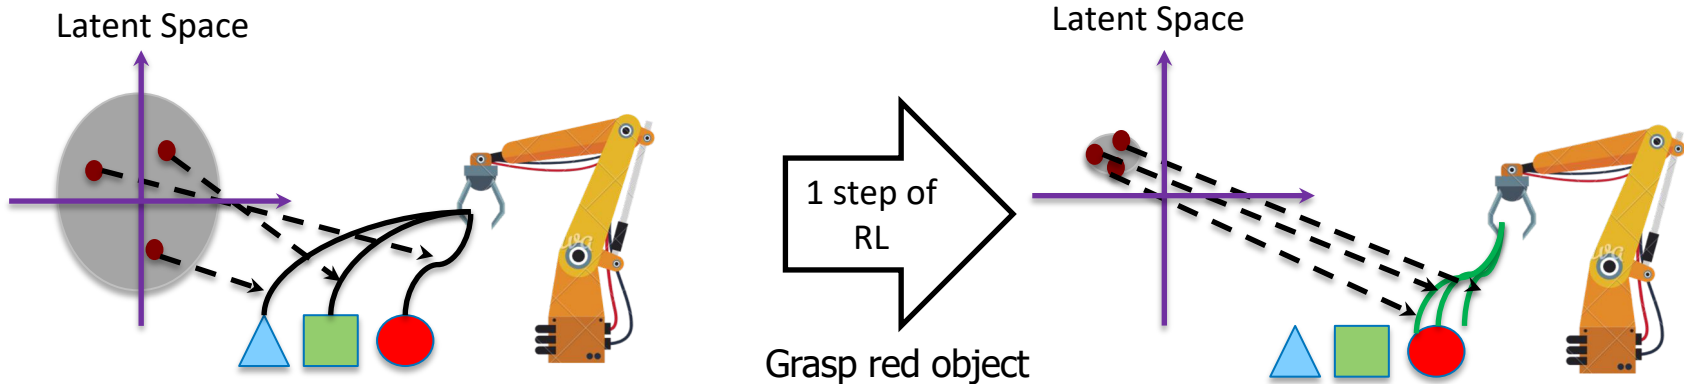 Latent Space
Latent Space
1 step of
RL
Grasp red object